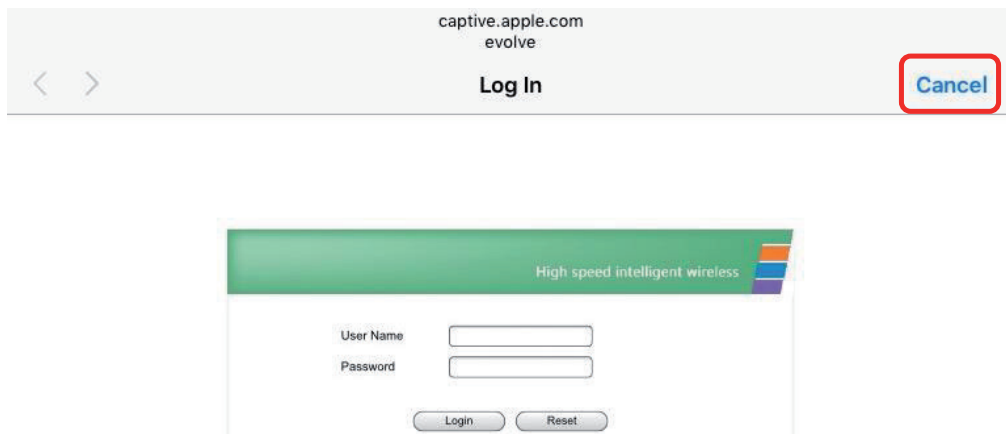 captive.apple.com
evolve
Log In
Cancel
High speed intelligent wireless
User Name
Password
Login Reset